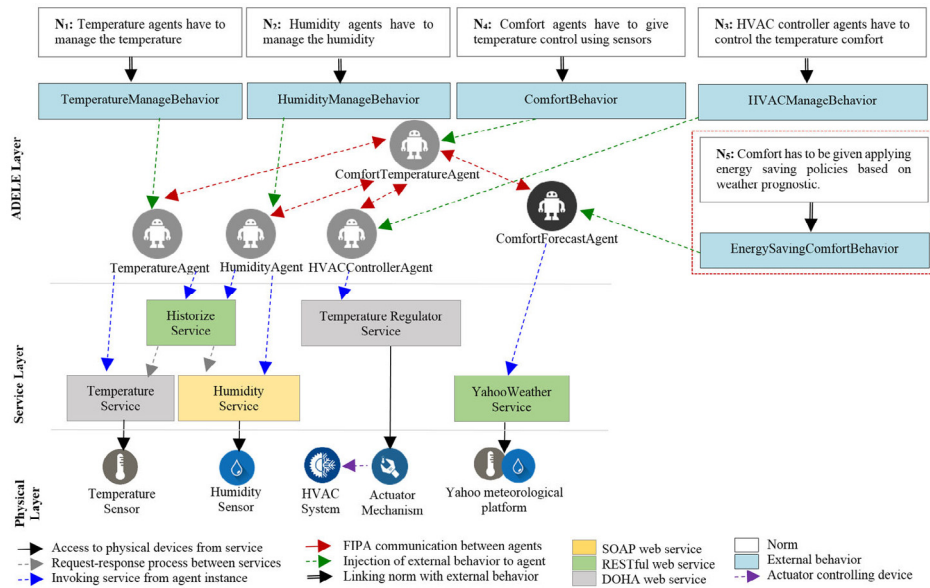 N₁: Temperature agents have to
manage the temperature
N₂: Humidity agents have to
manage the humidity
N₄: Comfort agents have to give
temperature control using sensors
N₃: HVAC controller agents have to
control the temperature comfort
TemperatureManageBehavior
HumidityManageBehavior
ComfortBehavior
HVACManageBehavior
ADELE Layer
ComfortTemperatureAgent
N₅: Comfort has to be given applying
energy saving policies based on
weather prognostic.
TemperatureAgent
HumidityAgent
HVACControllerAgent
ComfortForecastAgent
EnergySavingComfortBehavior
Service Layer
Historize
Service
Temperature Regulator
Service
Temperature
Service
Humidity
Service
YahooWeather
Service
Physical
Layer
Temperature
Sensor
Humidity
Sensor
HVAC
System
Actuator
Mechanism
Yahoo meteorological
platform
Access to physical devices from service
Request-response process between services
Invoking service from agent instance
FIPA communication between agents
Injection of external behavior to agent
Linking norm with external behavior
SOAP web service
RESTful web service
DOHA web service
Norm
External behavior
Actuator controlling device